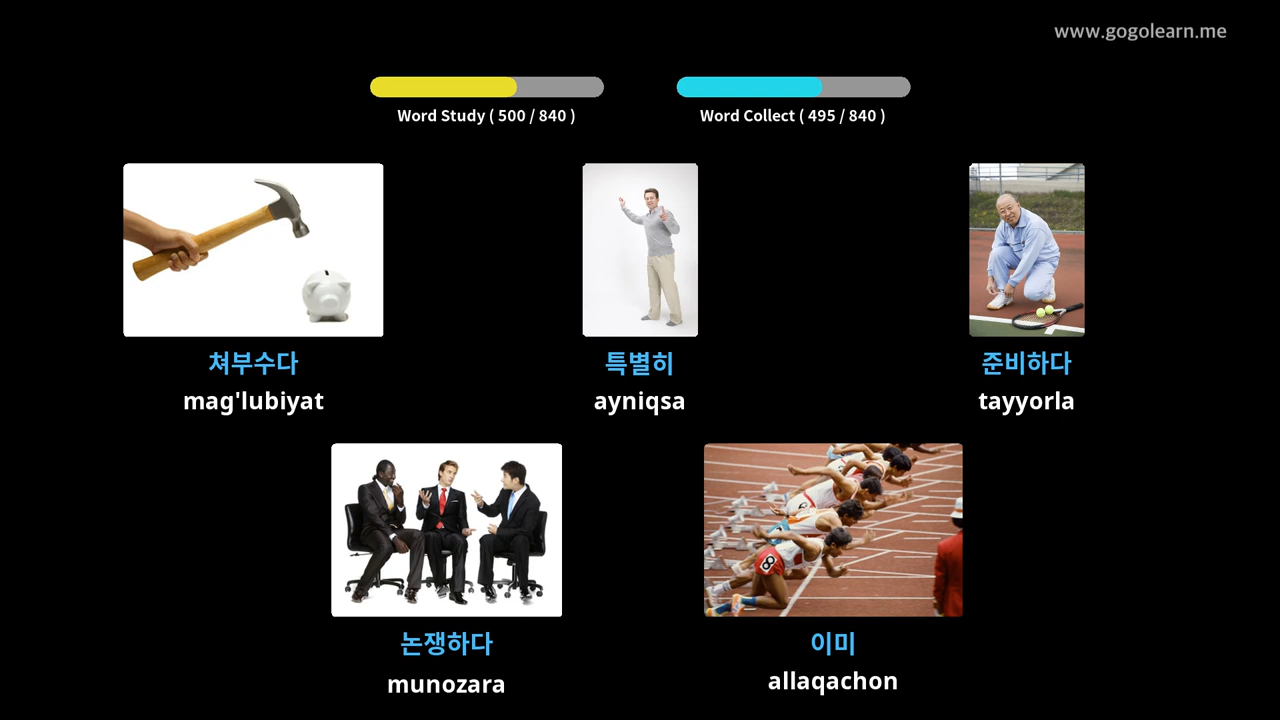 www.gogolearn.me
Word Study ( 500 / 840 )
Word Collect ( 495 / 840 )
쳐부수다
mag'lubiyat
특별히
ayniqsa
준비하다
tayyorla
논쟁하다
munozara
이미
allaqachon